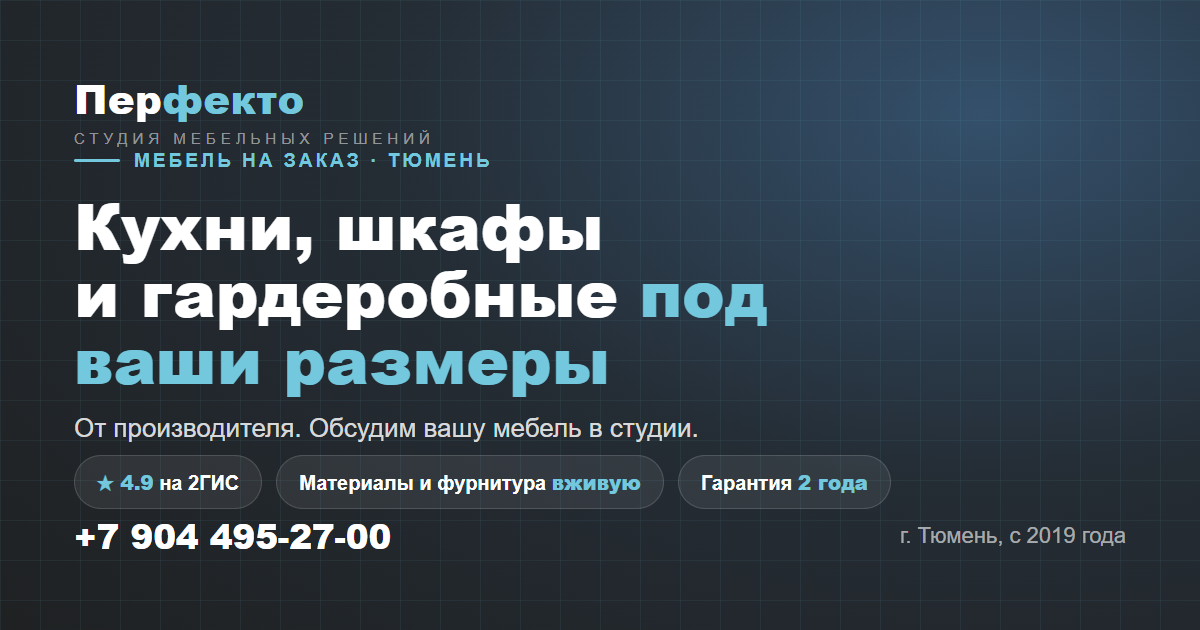 Перфекто
СТУДИЯ МЕБЕЛЬНЫХ РЕШЕНИЙ
МЕБЕЛЬ НА ЗАКАЗ · ТЮМЕНЬ
Кухни, шкафы
и гардеробные под
ваши размеры
От производителя. Обсудим вашу мебель в студии.
★ 4.9 на 2ГИС Материалы и фурнитура вживую Гарантия 2 года
+7 904 495-27-00 г. Тюмень, с 2019 года